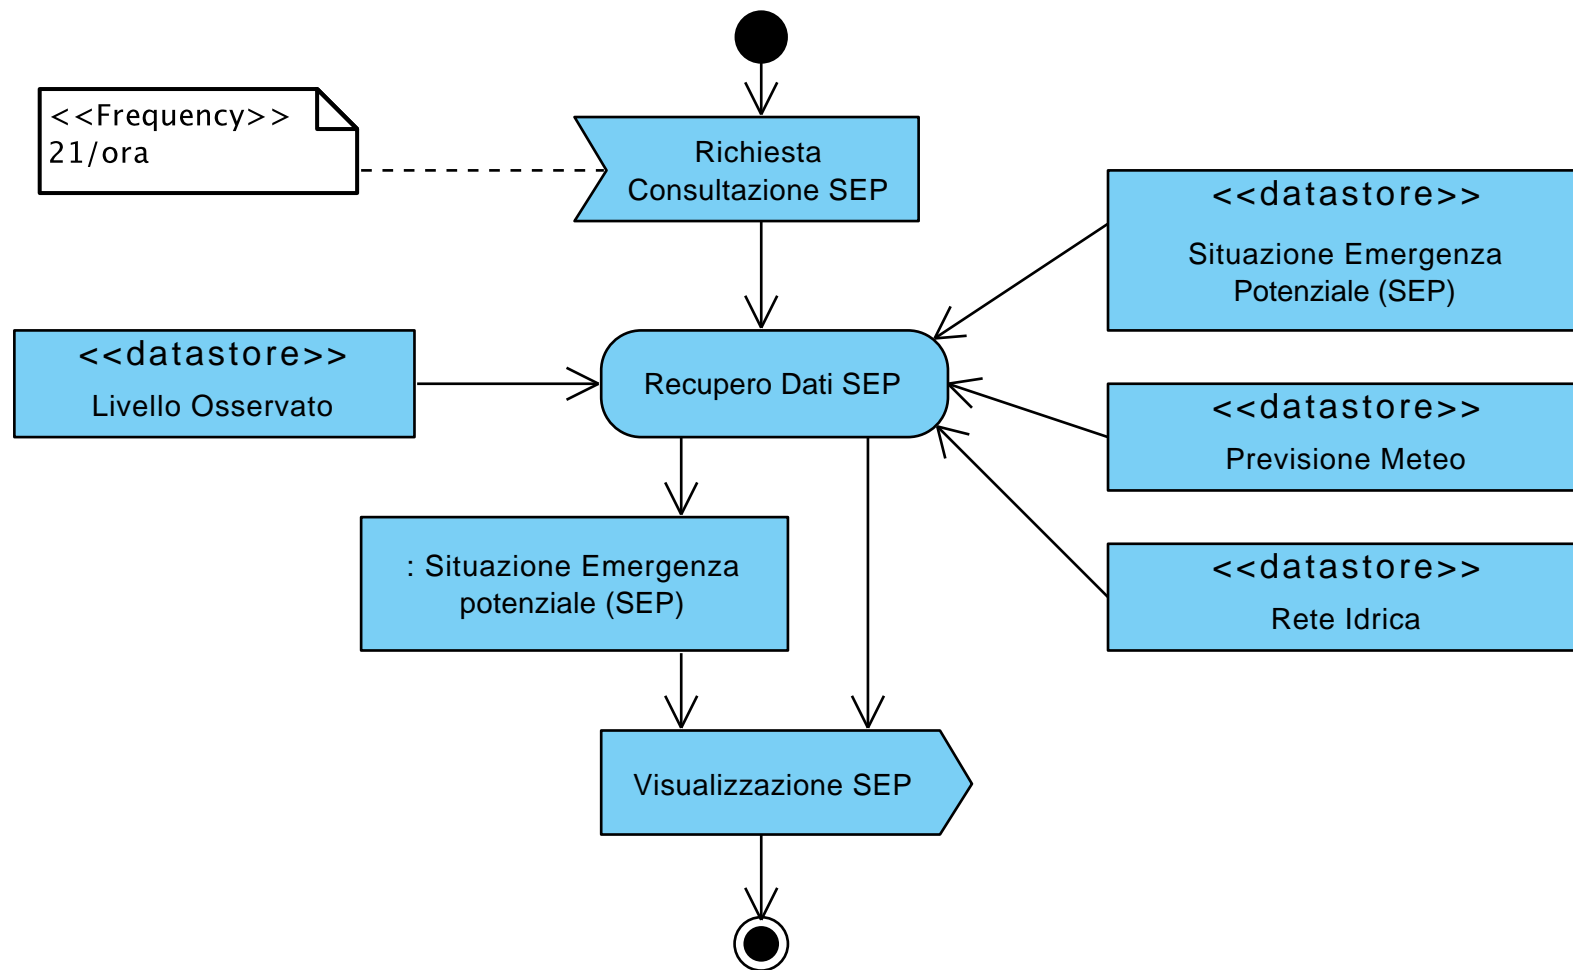 <<Frequency>>
21/ora
Richiesta
Consultazione SEP
<<datastore>>
Situazione Emergenza
Potenziale (SEP)
<<datastore>>
Livello Osservato
Recupero Dati SEP
<<datastore>>
Previsione Meteo
: Situazione Emergenza
potenziale (SEP)
<<datastore>>
Rete Idrica
Visualizzazione SEP